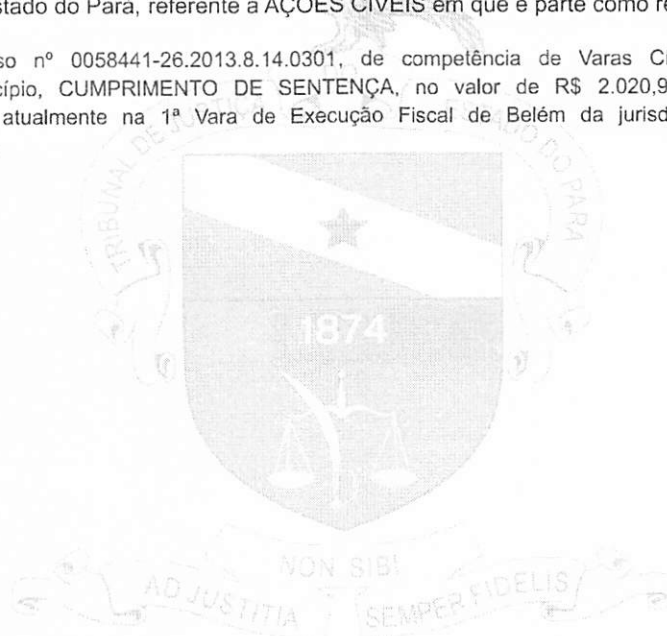 stado do Pará, referente a AÇÕES CÍVEIS em que é parte como re
so nº 0058441-26.2013.8.14.0301, de competência de Varas C
cípio, CUMPRIMENTO DE SENTENÇA, no valor de R$ 2.020,9
atualmente na 1ª Vara de Execução Fiscal de Belém da jurisd
TRIBUNAL DE JUSTIÇA ESTADO DO PARÁ
1874
NON SIBI
AD JUSTITIA SEMPER FIDELIS